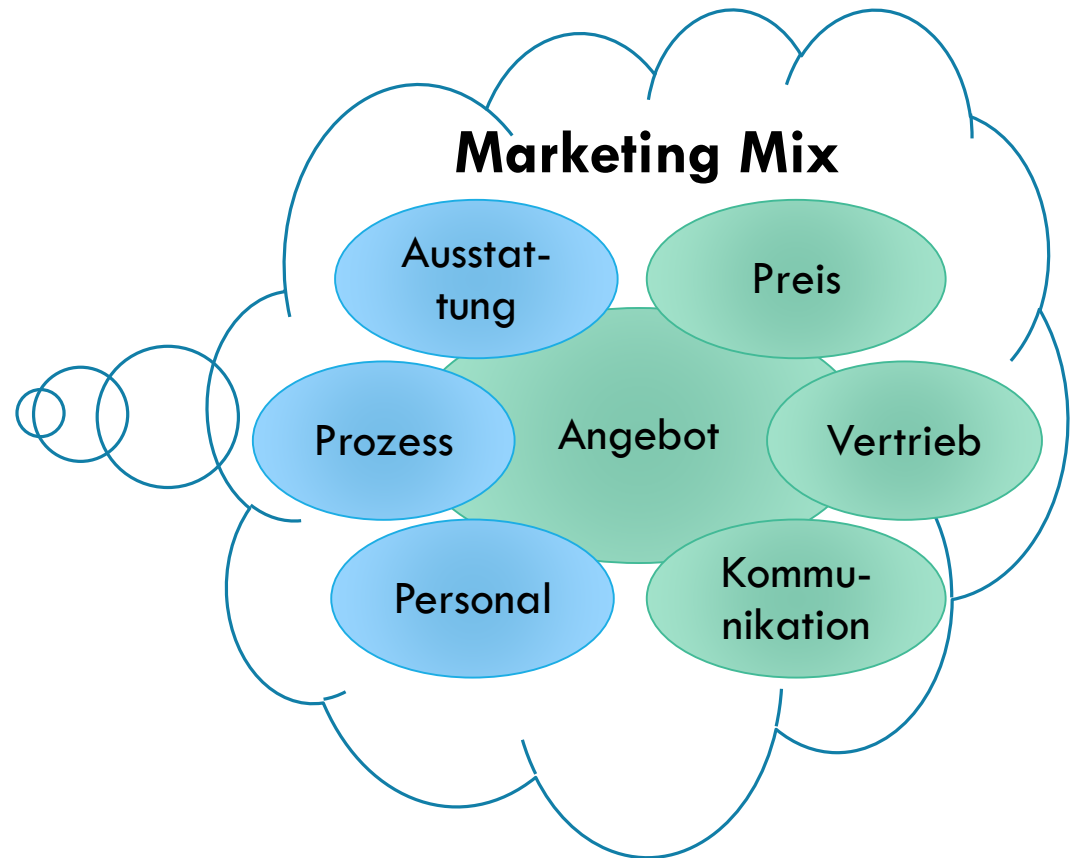 Marketing Mix
Ausstat-
tung
Preis
Prozess
Angebot
Vertrieb
Personal
Kommu-
nikation